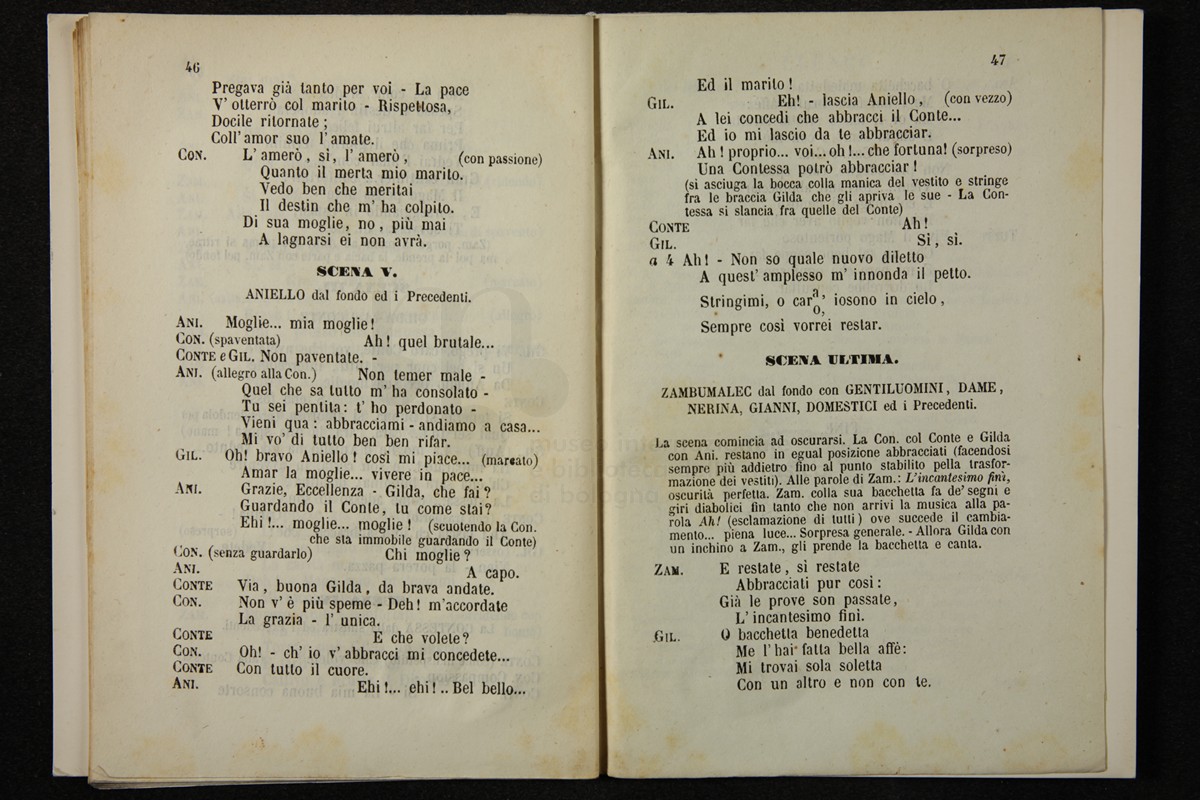 46
Pregava già tanto per voi - La pace
V' otterrò col marito - Rispettosa,
Docile ritornate ;
Coll' amor suo l' amate.
CON. L' amerò, sì, l' amerò, (con passione)
Quanto il merta mio marito.
Vedo ben che meritai
Il destin che m' ha colpito.
Di sua moglie, no, più mai
A lagnarsi ei non avrà.
SCENA V.
ANIELLO dal fondo ed i Precedenti.
ANI. Moglie... mia moglie!
CON. (spaventata) Ah! quel brutale...
CONTE e GIL. Non paventate. -
ANI. (allegro alla Con.) Non temer male -
Quel che sa tutto m' ha consolato -
Tu sei pentita: t' ho perdonato -
Vieni qua: abbracciami - andiamo a casa...
Mi vo' di tutto ben ben rifar.
GIL. Oh! bravo Aniello! così mi piace... (marcato)
Amar la moglie... vivere in pace...
ANI. Grazie, Eccellenza - Gilda, che fai?
Guardando il Conte, tu come stai?
Ehi!... moglie... moglie! (scuotendo la Con.
che sta immobile guardando il Conte)
CON. (senza guardarlo) Chi moglie?
ANI. A capo.
CONTE Via, buona Gilda, da brava andate.
CON. Non v' è più speme - Deh! m'accordate
La grazia - l' unica.
CONTE E che volete?
CON. Oh! - ch' io v' abbracci mi concedete...
CONTE Con tutto il cuore.
ANI. Ehi!... ehi!.. Bel bello...
47
Ed il marito!
GIL. Eh! - lascia Aniello, (con vezzo)
A lei concedi che abbracci il Conte...
Ed io mi lascio da te abbracciar.
ANI. Ah! proprio... voi... oh!... che fortuna! (sorpreso)
Una Contessa potrò abbracciar!
(si asciuga la bocca colla manica del vestito e stringe
fra le braccia Gilda che gli apriva le sue - La Con-
tessa si slancia fra quelle del Conte)
CONTE Ah!
GIL. Si, sì.
a 4 Ah! - Non so quale nuovo diletto
A quest' amplesso m' innonda il petto.
Stringimi, o cara, o, iosono in cielo,
Sempre così vorrei restar.
SCENA ULTIMA.
ZAMBUMALEC dal fondo con GENTILUOMINI, DAME,
NERINA, GIANNI, DOMESTICI ed i Precedenti.
La scena comincia ad oscurarsi. La Con. col Conte e Gilda
con Ani. restano in egual posizione abbracciati (facendosi
sempre più addietro fino al punto stabilito pella trasfor-
mazione dei vestiti). Alle parole di Zam.: L'incantesimo finì,
oscurità perfetta. Zam. colla sua bacchetta fa de' segni e
giri diabolici fin tanto che non arrivi la musica alla pa-
rola Ah! (esclamazione di tutti) ove succede il cambia-
mento... piena luce... Sorpresa generale. - Allora Gilda con
un inchino a Zam., gli prende la bacchetta e canta.
ZAM. E restate, si restate
Abbracciati pur così:
Già le prove son passate,
L' incantesimo finì.
GIL. O bacchetta benedetta
Me l' hai fatta bella affè:
Mi trovai sola soletta
Con un altro e non con te.